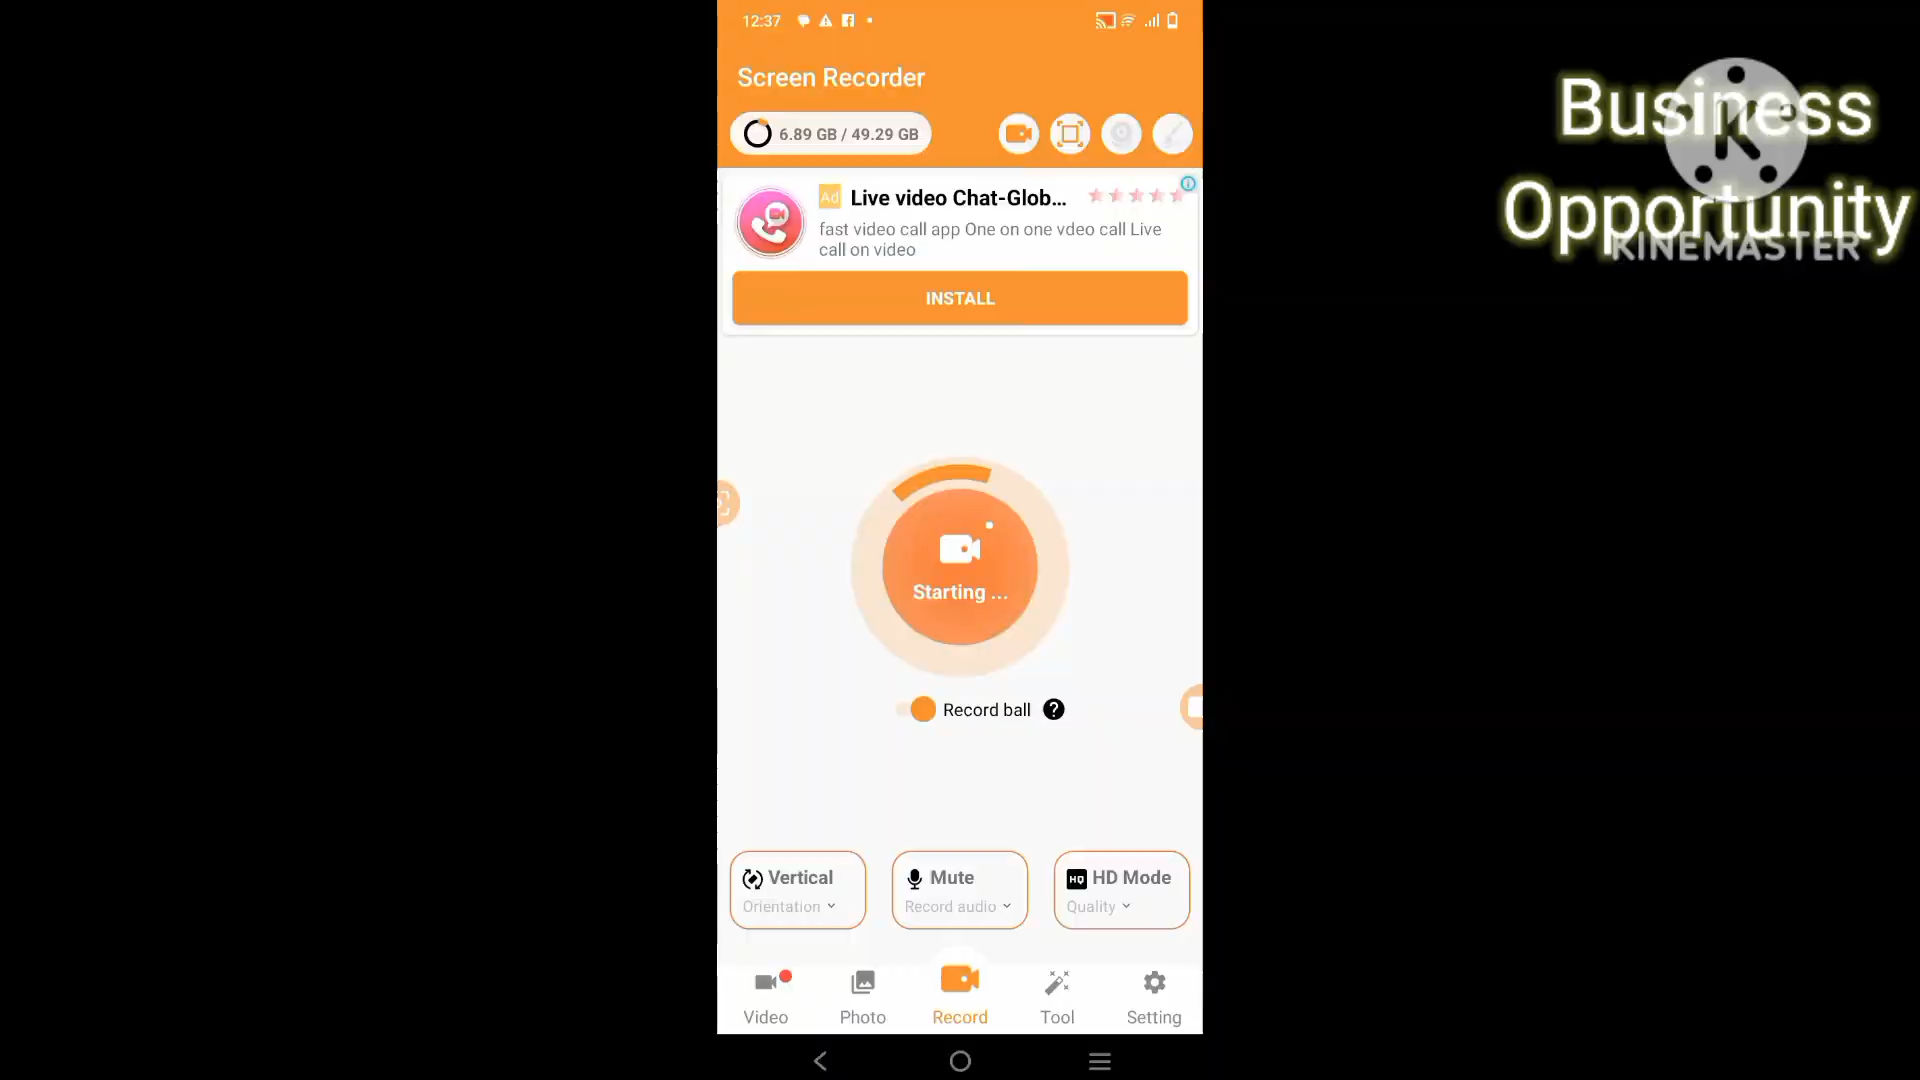 12:37
Screen Recorder
6.89 GB / 49.29 GB
Ad Live video Chat-Glob...
fast video call app One on one vdeo call Live
call on video
INSTALL
Starting ...
Record ball ?
Vertical
Orientation
Mute
Record audio
HQ HD Mode
Quality
Video
Photo
Record
Tool
Setting
Business
Opportunity
K
KINEMASTER